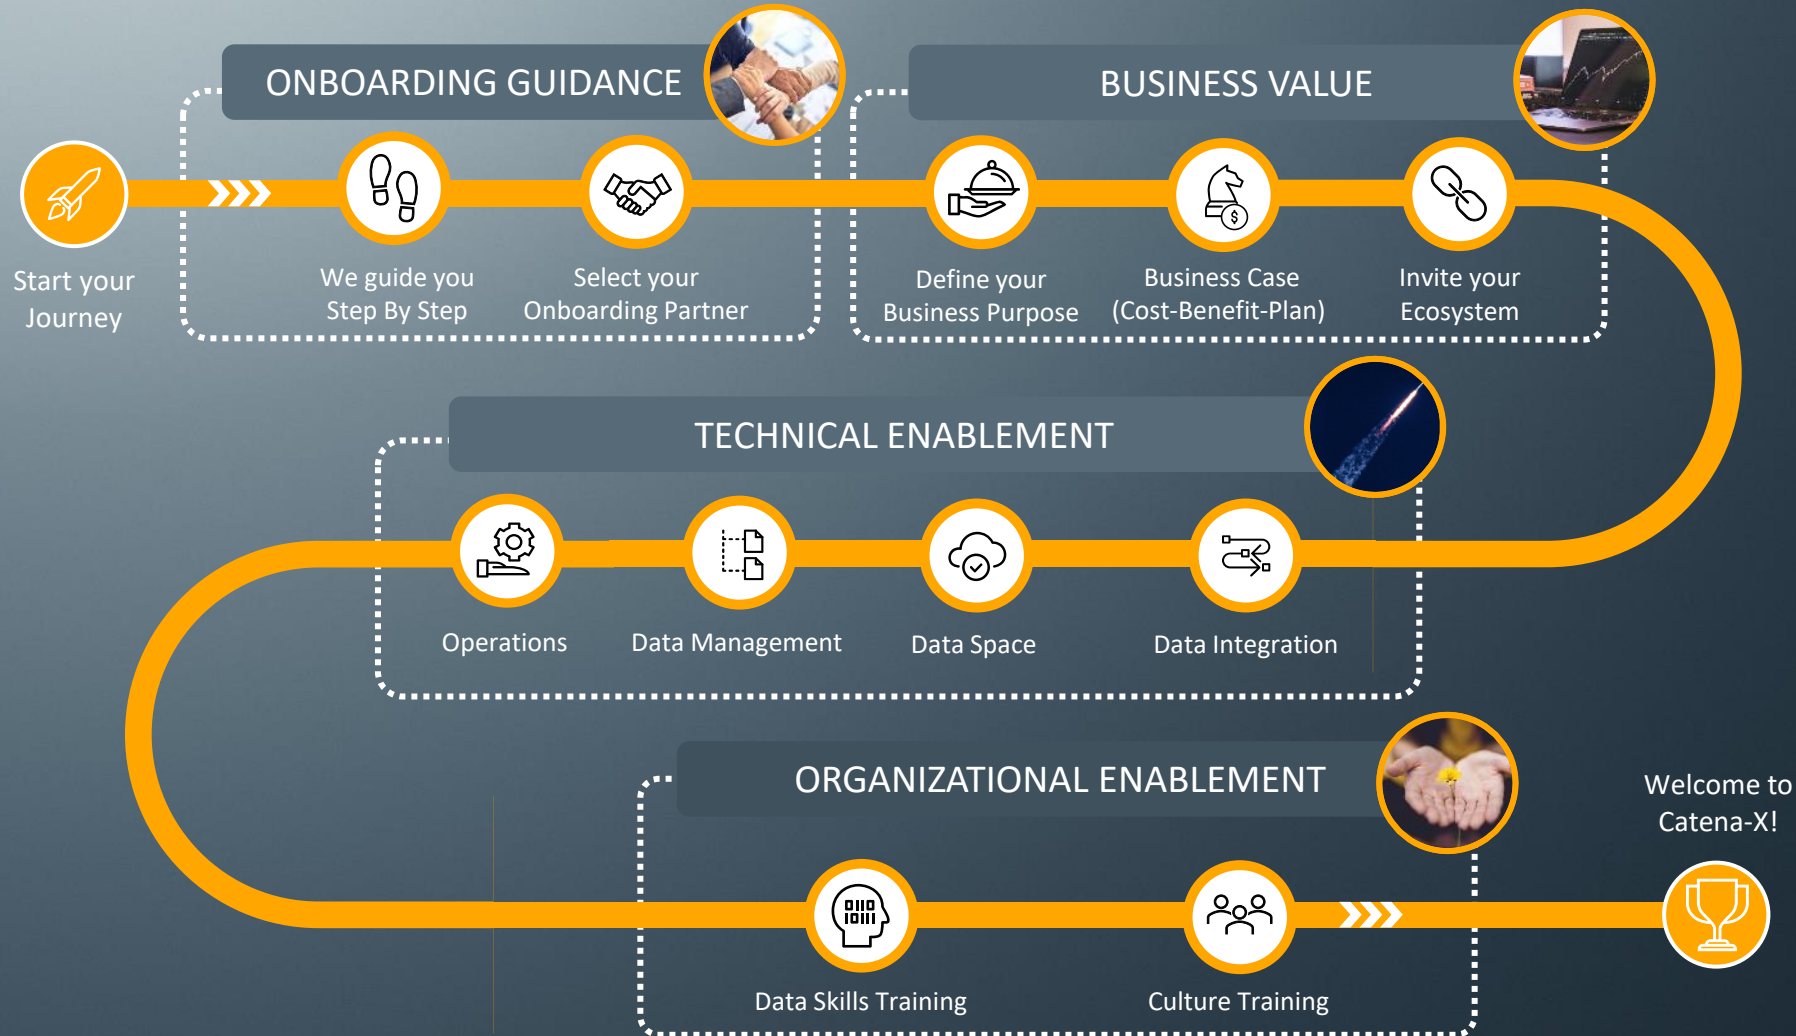 ONBOARDING GUIDANCE
BUSINESS VALUE
Start your
Journey
We guide you
Step By Step
Select your
Onboarding Partner
Define your
Business Purpose
Business Case
(Cost-Benefit-Plan)
Invite your
Ecosystem
$
TECHNICAL ENABLEMENT
Operations
Data Management
Data Space
Data Integration
ORGANIZATIONAL ENABLEMENT
Welcome to
Catena-X!
0110
10111
Data Skills Training
Culture Training